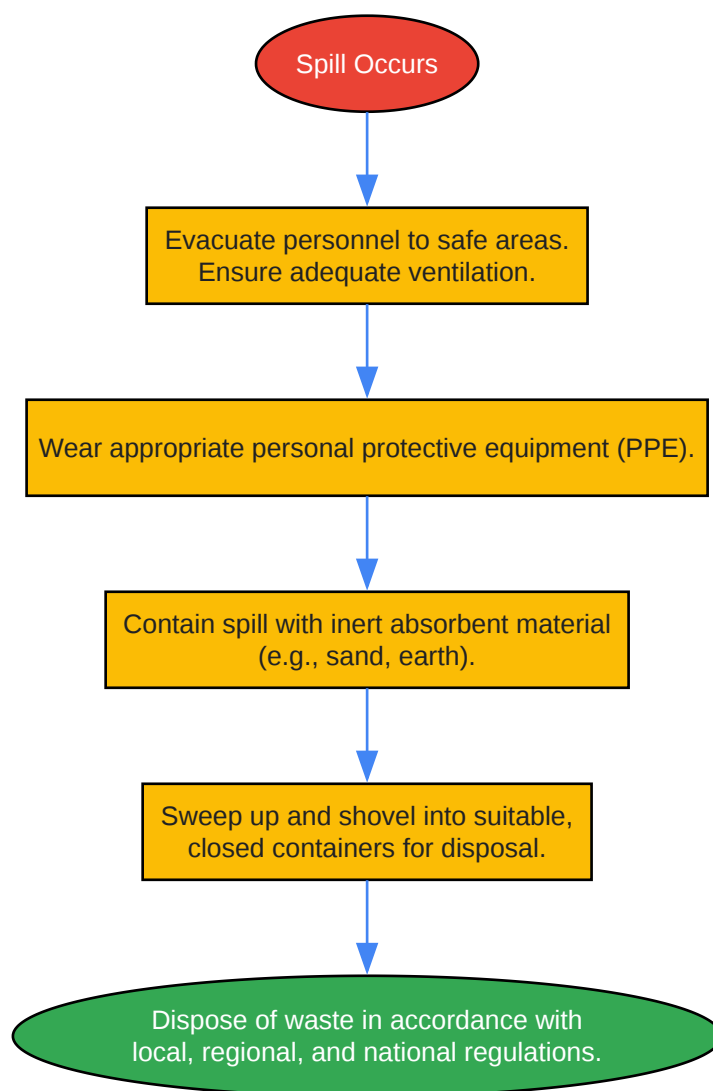 Spill Occurs
Evacuate personnel to safe areas.
Ensure adequate ventilation.
Wear appropriate personal protective equipment (PPE).
Contain spill with inert absorbent material
(e.g., sand, earth).
Sweep up and shovel into suitable,
closed containers for disposal.
Dispose of waste in accordance with
local, regional, and national regulations.